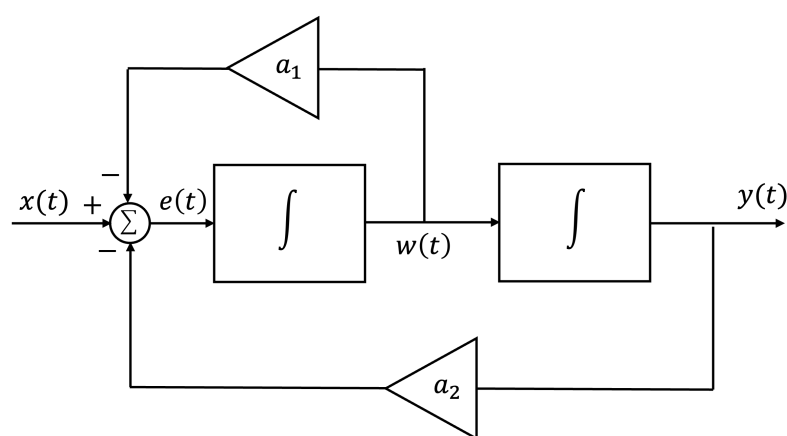 a₁
−
x(t) + Σ e(t) ∫ w(t) ∫ y(t)
−
a₂